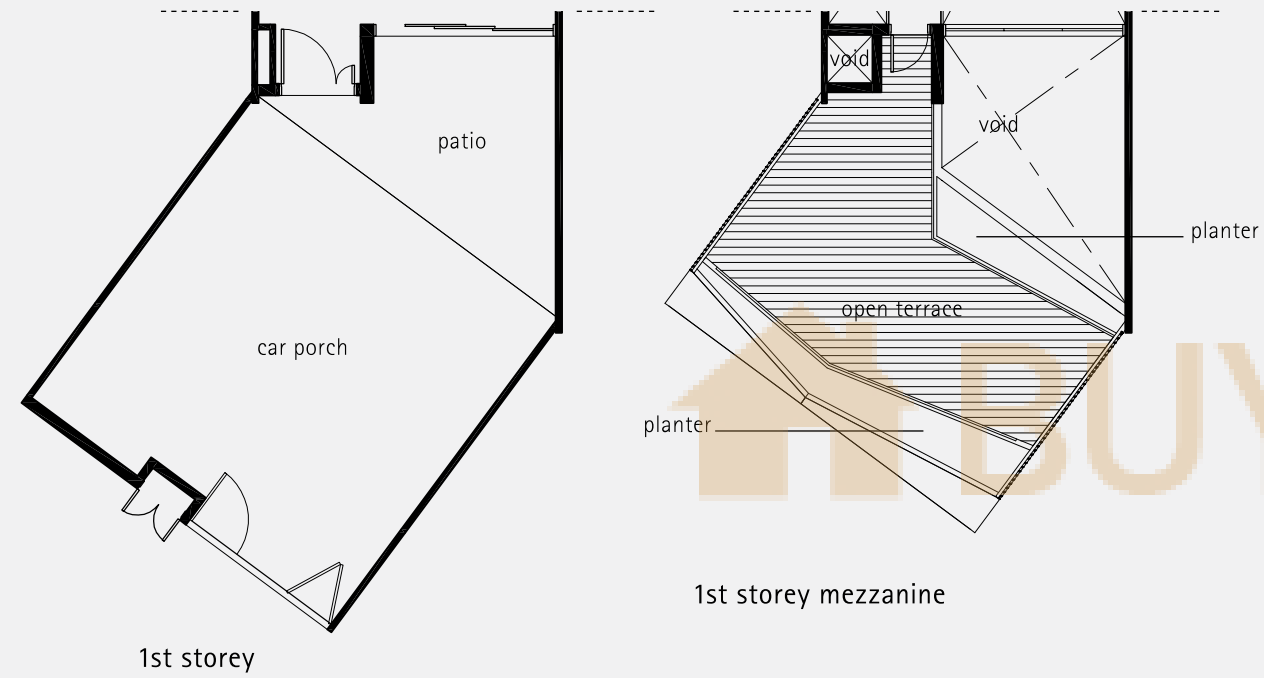 patio
car porch
1st storey
void
void
planter
open terrace
planter
1st storey mezzanine
BUY